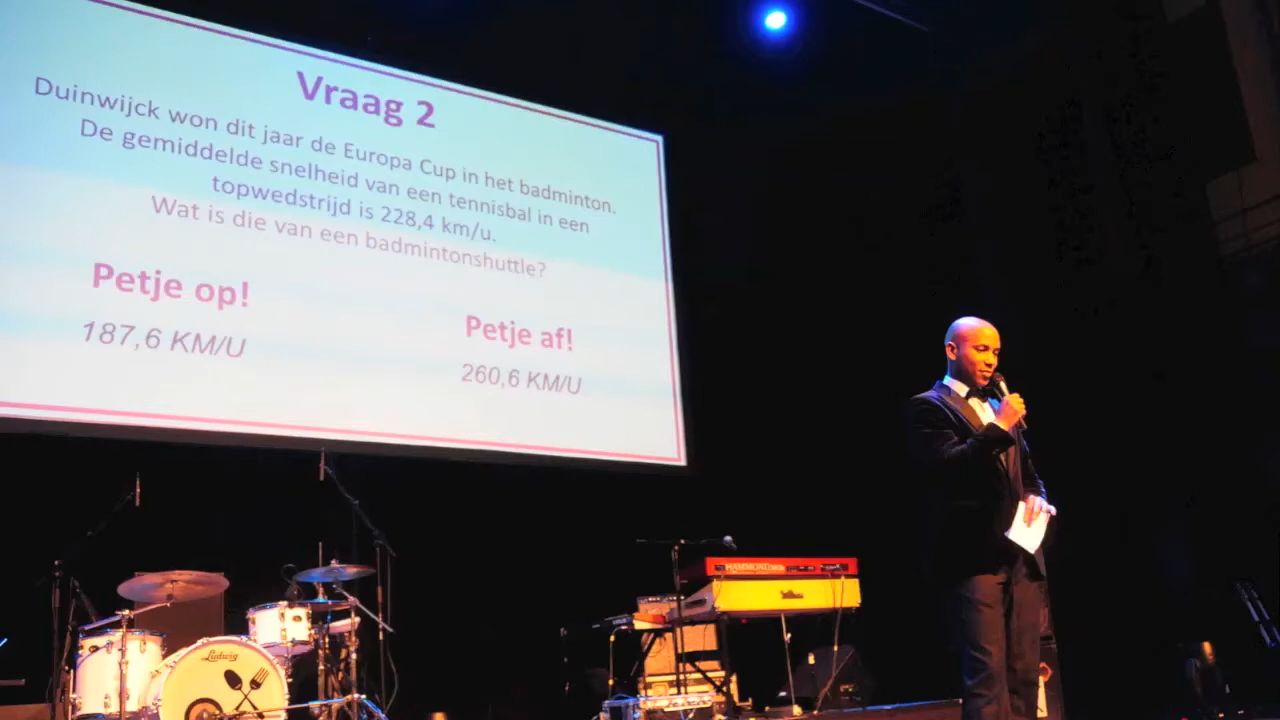 Vraag 2
Duinwijck won dit jaar de Europa Cup in het badminton.
De gemiddelde snelheid van een tennisbal in een
topwedstrijd is 228,4 km/u.
Wat is die van een badmintonshuttle?
Petje op!
187,6 KM/U
Petje af!
260,6 KM/U
HAMMOND
Ludwig